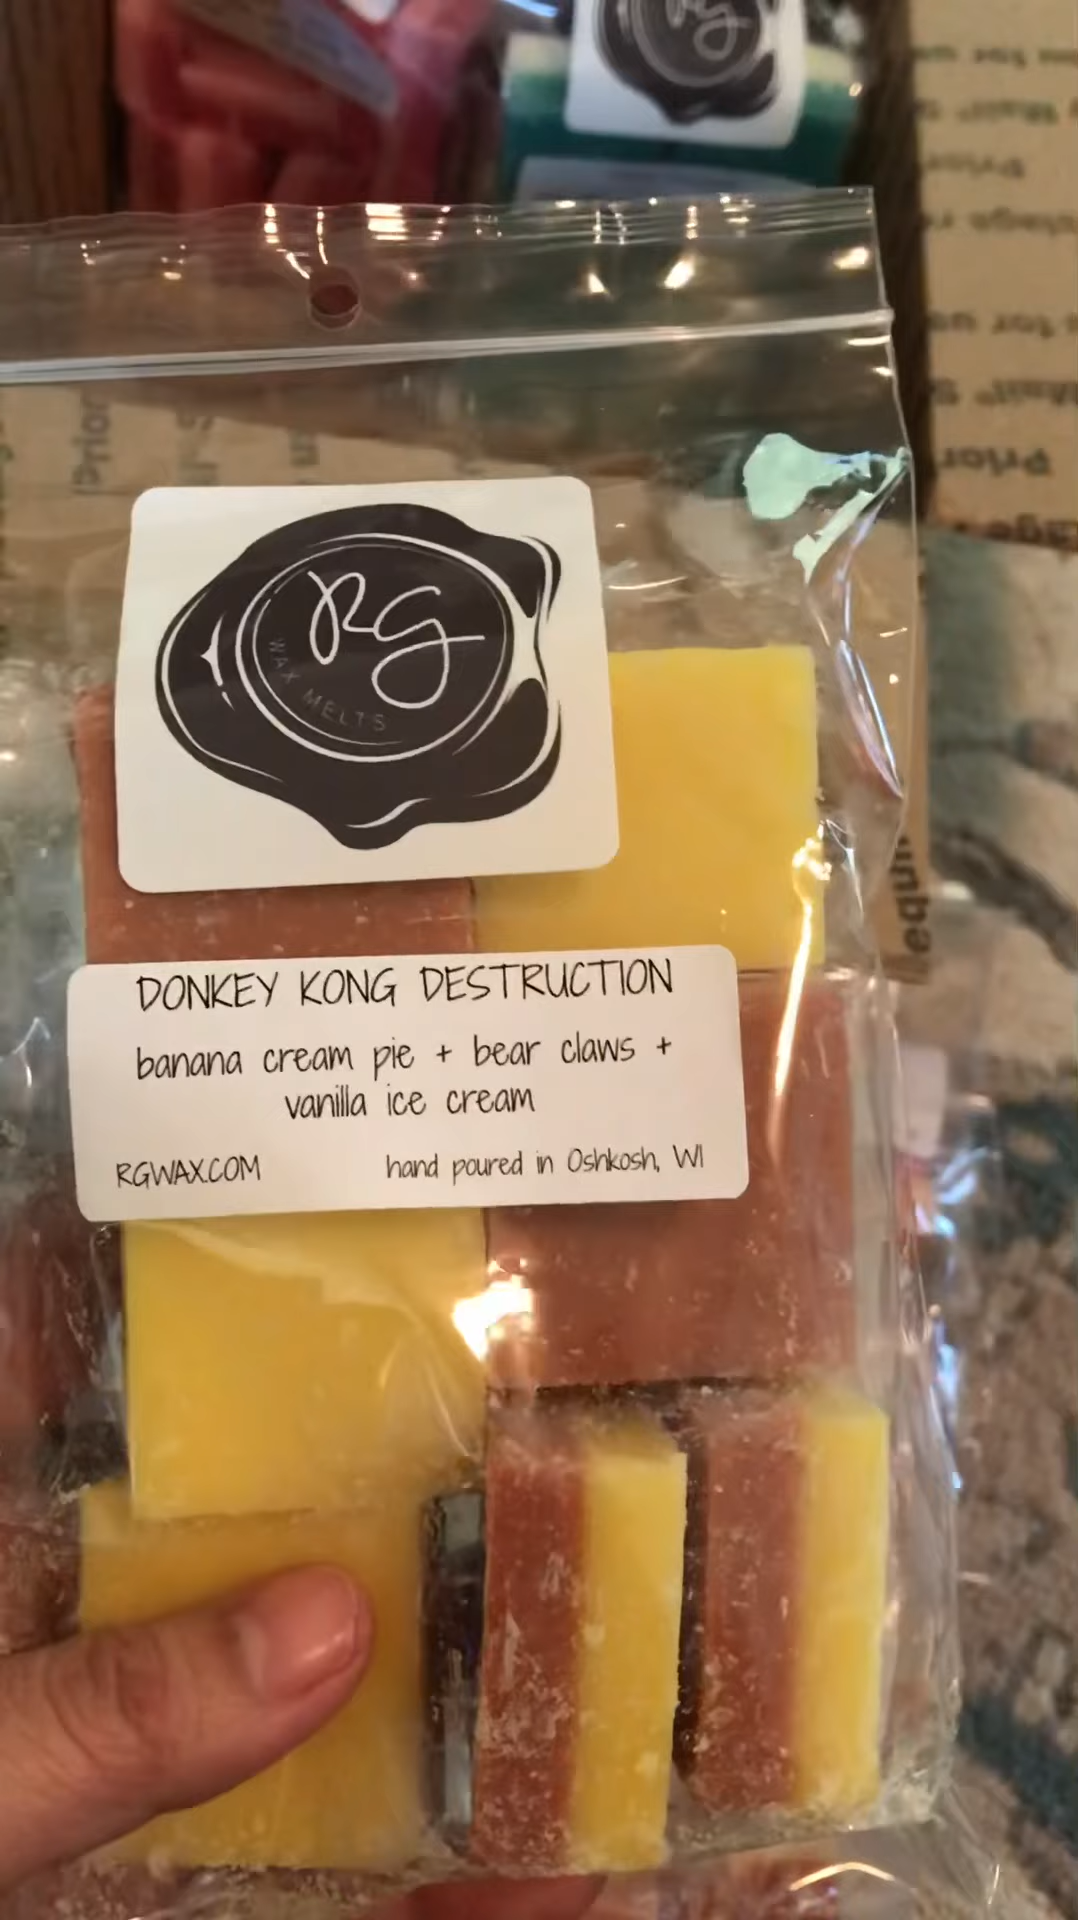 RG
RG
WAX MELTS
DONKEY KONG DESTRUCTION
banana cream pie + bear claws +
vanilla ice cream
RGWAX.COM
hand poured in Oshkosh, WI